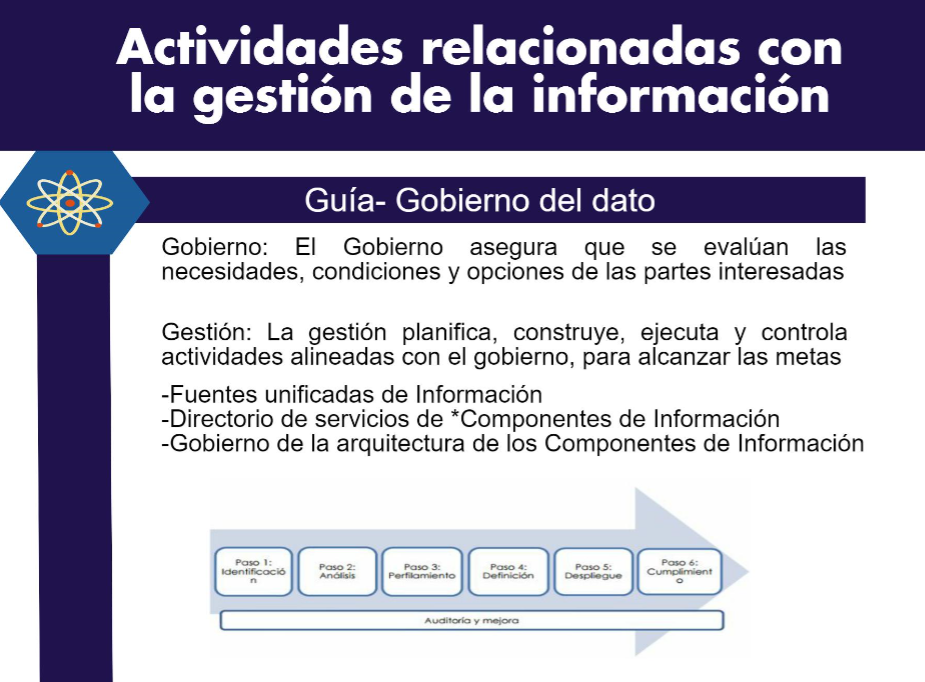 Actividades relacionadas con
la gestión de la información
Guía- Gobierno del dato
Gobierno: El Gobierno asegura que se evalúan las
necesidades, condiciones y opciones de las partes interesadas
Gestión: La gestión planifica, construye, ejecuta y controla
actividades alineadas con el gobierno, para alcanzar las metas
-Fuentes unificadas de Información
-Directorio de servicios de *Componentes de Información
-Gobierno de la arquitectura de los Componentes de Información
Paso 1:
Identificació
n
Paso 2:
Análisis
Paso 3:
Perfilamiento
Paso 4:
Definición
Paso 5:
Despliegue
Paso 6:
Cumplimient
o
Auditoría y mejora